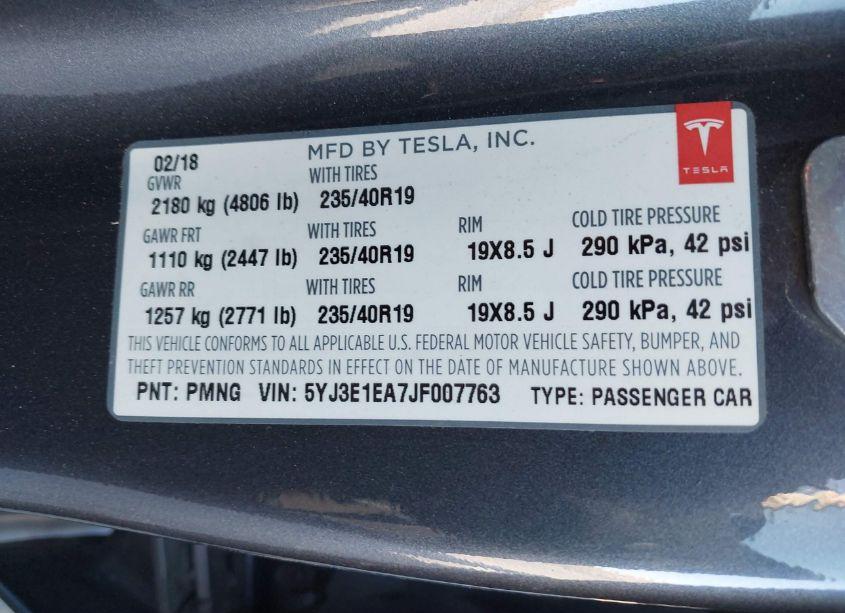 02/18 MFD BY TESLA, INC.
TESLA
GVWR WITH TIRES
2180 kg (4806 lb) 235/40R19
GAWR FRT WITH TIRES RIM COLD TIRE PRESSURE
1110 kg (2447 lb) 235/40R19 19X8.5 J 290 kPa, 42 psi
GAWR RR WITH TIRES RIM COLD TIRE PRESSURE
1257 kg (2771 lb) 235/40R19 19X8.5 J 290 kPa, 42 psi
THIS VEHICLE CONFORMS TO ALL APPLICABLE U.S. FEDERAL MOTOR VEHICLE SAFETY, BUMPER, AND
THEFT PREVENTION STANDARDS IN EFFECT ON THE DATE OF MANUFACTURE SHOWN ABOVE.
PNT: PMNG VIN: 5YJ3E1EA7JF007763 TYPE: PASSENGER CAR